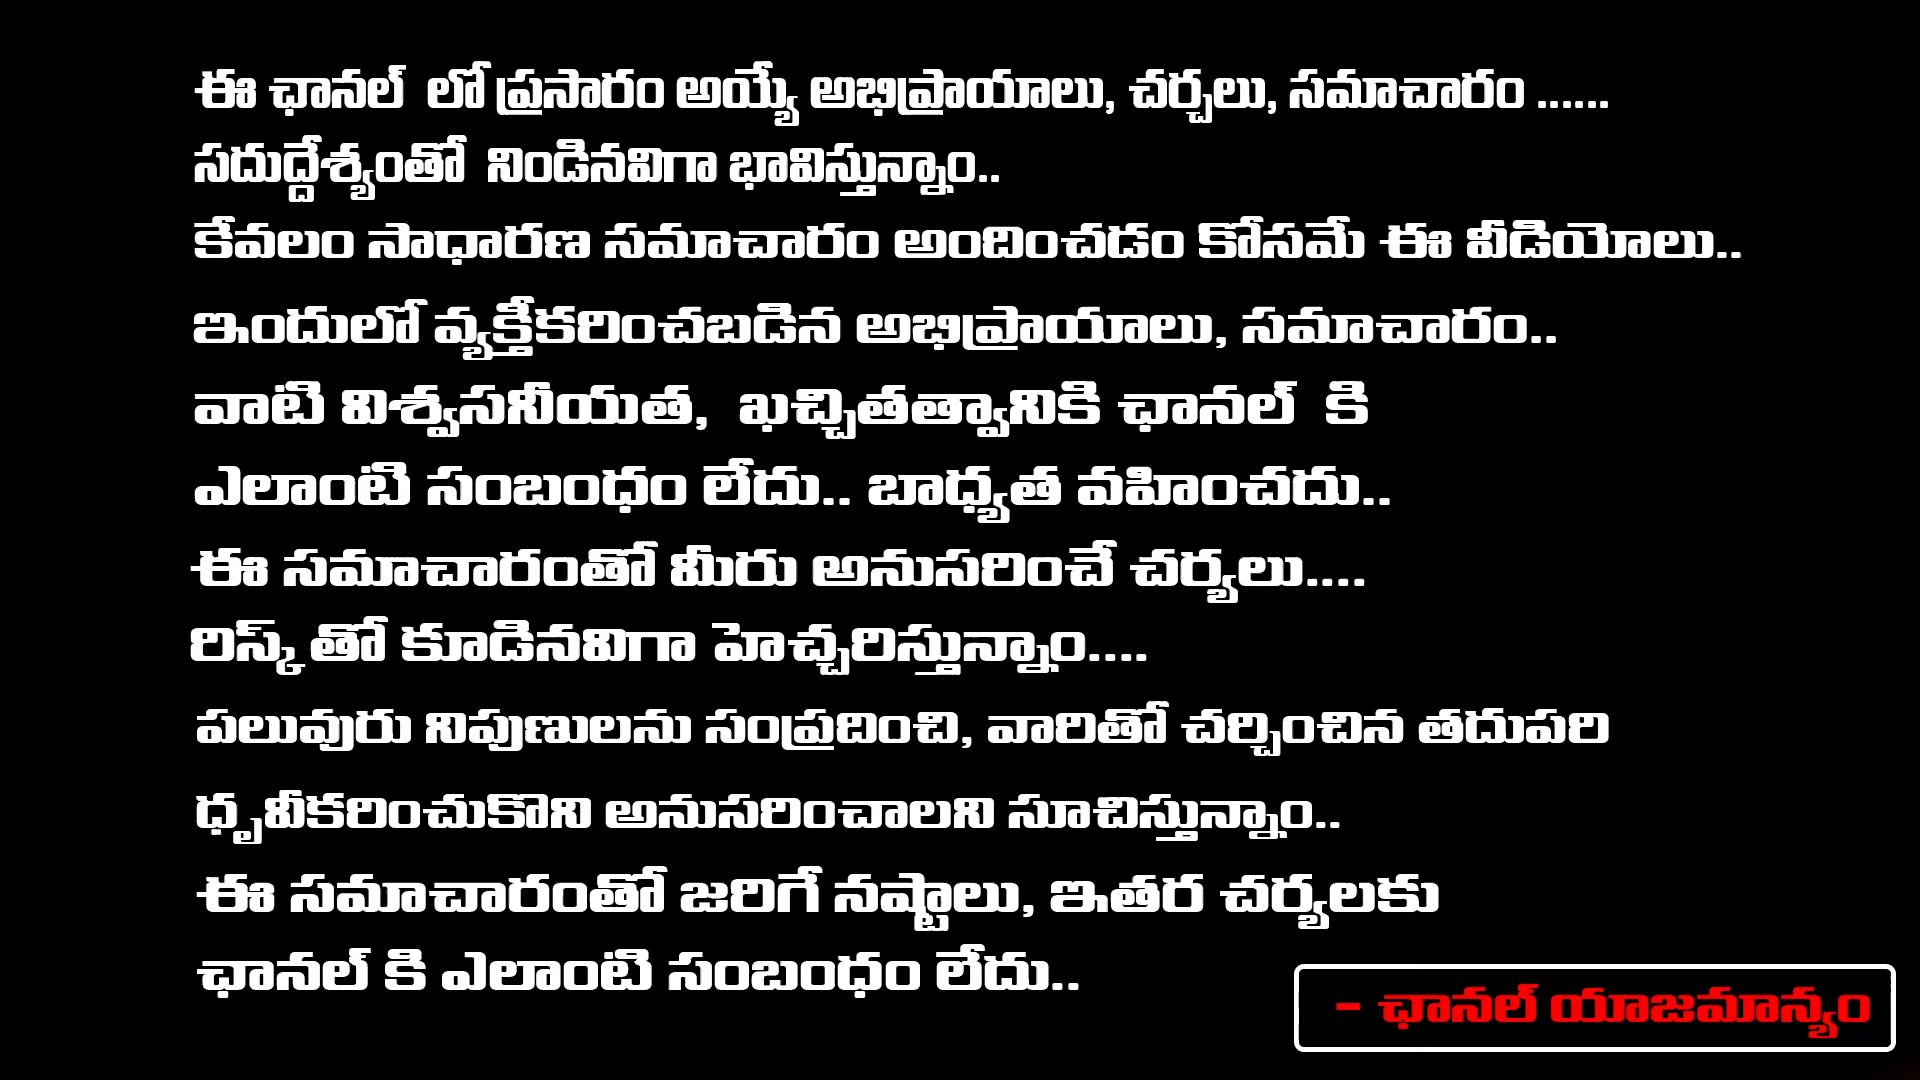 ఈ ఛానల్ లో ప్రసారం అయ్యే అభిప్రాయాలు, చర్చలు, సమాచారం ......
సదుద్దేశ్యంతో నిండినవిగా భావిస్తున్నాం..
కేవలం సాధారణ సమాచారం అందించడం కోసమే ఈ వీడియోలు..
ఇందులో వ్యక్తీకరించబడిన అభిప్రాయాలు, సమాచారం..
వాటి విశ్వసనీయత, ఖచ్చితత్వానికి ఛానల్ కి
ఎలాంటి సంబంధం లేదు.. బాధ్యత వహించదు..
ఈ సమాచారంతో మీరు అనుసరించే చర్యలు....
రిస్క్ తో కూడినవిగా హెచ్చరిస్తున్నాం....
పలువురు నిపుణులను సంప్రదించి, వారితో చర్చించిన తదుపరి
ధృవీకరించుకొని అనుసరించాలని సూచిస్తున్నాం..
ఈ సమాచారంతో జరిగే నష్టాలు, ఇతర చర్యలకు
ఛానల్ కి ఎలాంటి సంబంధం లేదు..
- ఛానల్ యాజమాన్యం